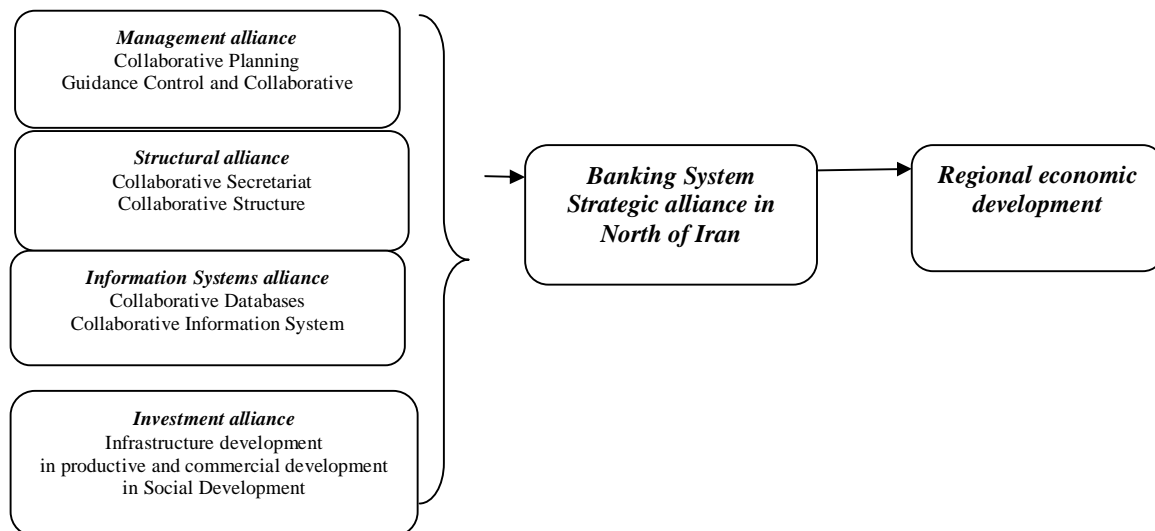 Management alliance
Collaborative Planning
Guidance Control and Collaborative
Structural alliance
Collaborative Secretariat
Collaborative Structure
Information Systems alliance
Collaborative Databases
Collaborative Information System
Investment alliance
Infrastructure development
in productive and commercial development
in Social Development
Banking System
Strategic alliance in
North of Iran
Regional economic
development